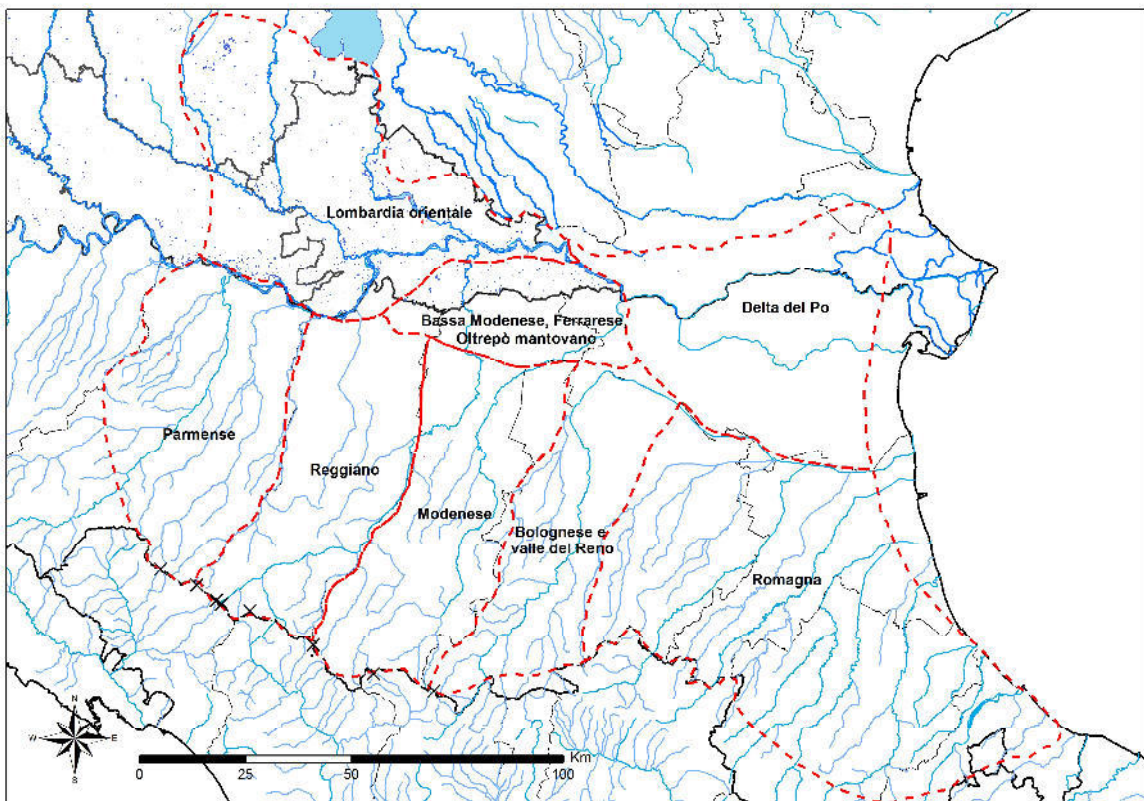 Lombardia orientale
Delta del Po
Bassa Modenese, Ferrarese
Oltrepò mantovano
Parmense
Reggiano
Modenese
Bolognese e
valle del Reno
Romagna
N
W
E
S
Km
0
25
50
100